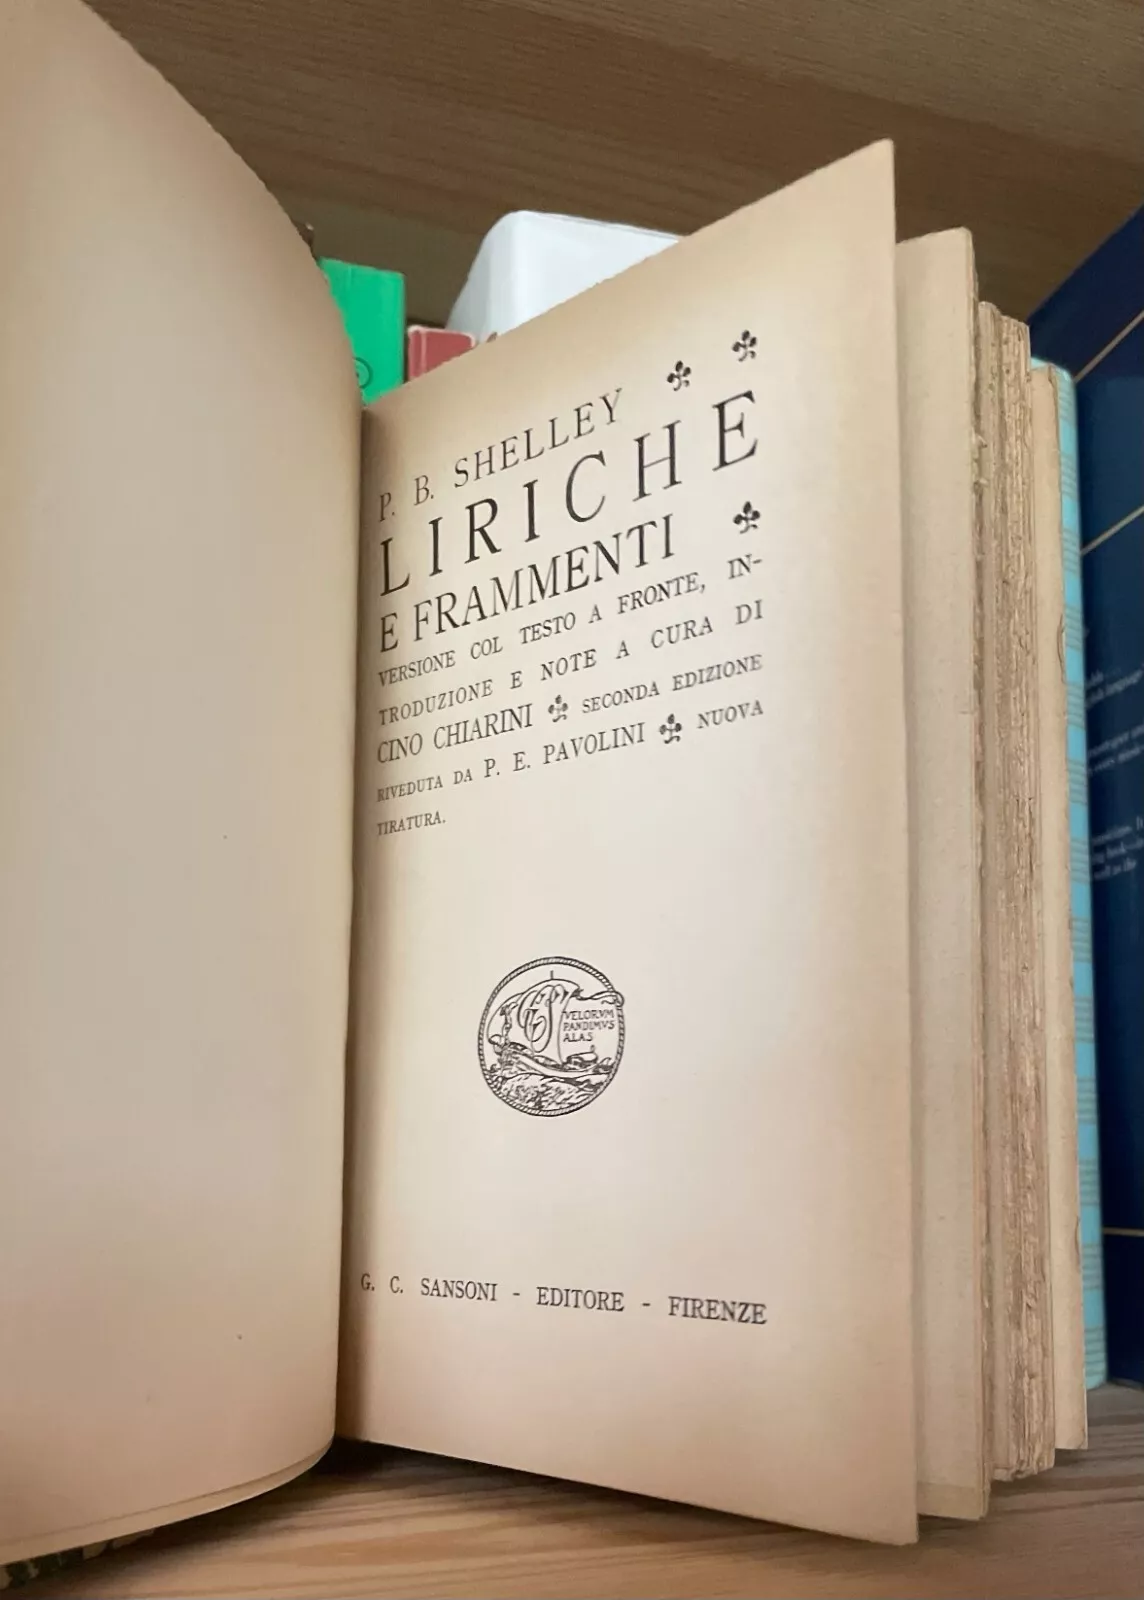 P. B. SHELLEY
LIRICHE
E FRAMMENTI
VERSIONE COL TESTO A FRONTE, IN-
TRODUZIONE E NOTE A CURA DI
CINO CHIARINI SECONDA EDIZIONE
RIVEDUTA DA P. E. PAVOLINI NUOVA
TIRATURA.
VELORVM
PANDIMVS
ALAS
G. C. SANSONI - EDITORE - FIRENZE